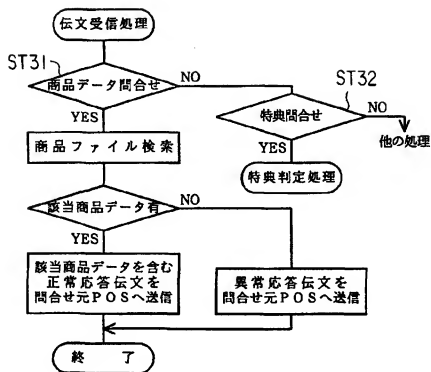 伝文受信処理
ST31
商品データ問合せ
NO
ST32
YES
特典問合せ
NO
商品ファイル検索
YES
他の処理
特典判定処理
該当商品データ有
NO
YES
該当商品データを含む
正常応答伝文を
問合せ元POSへ送信
異常応答伝文を
問合せ元POSへ送信
終 了